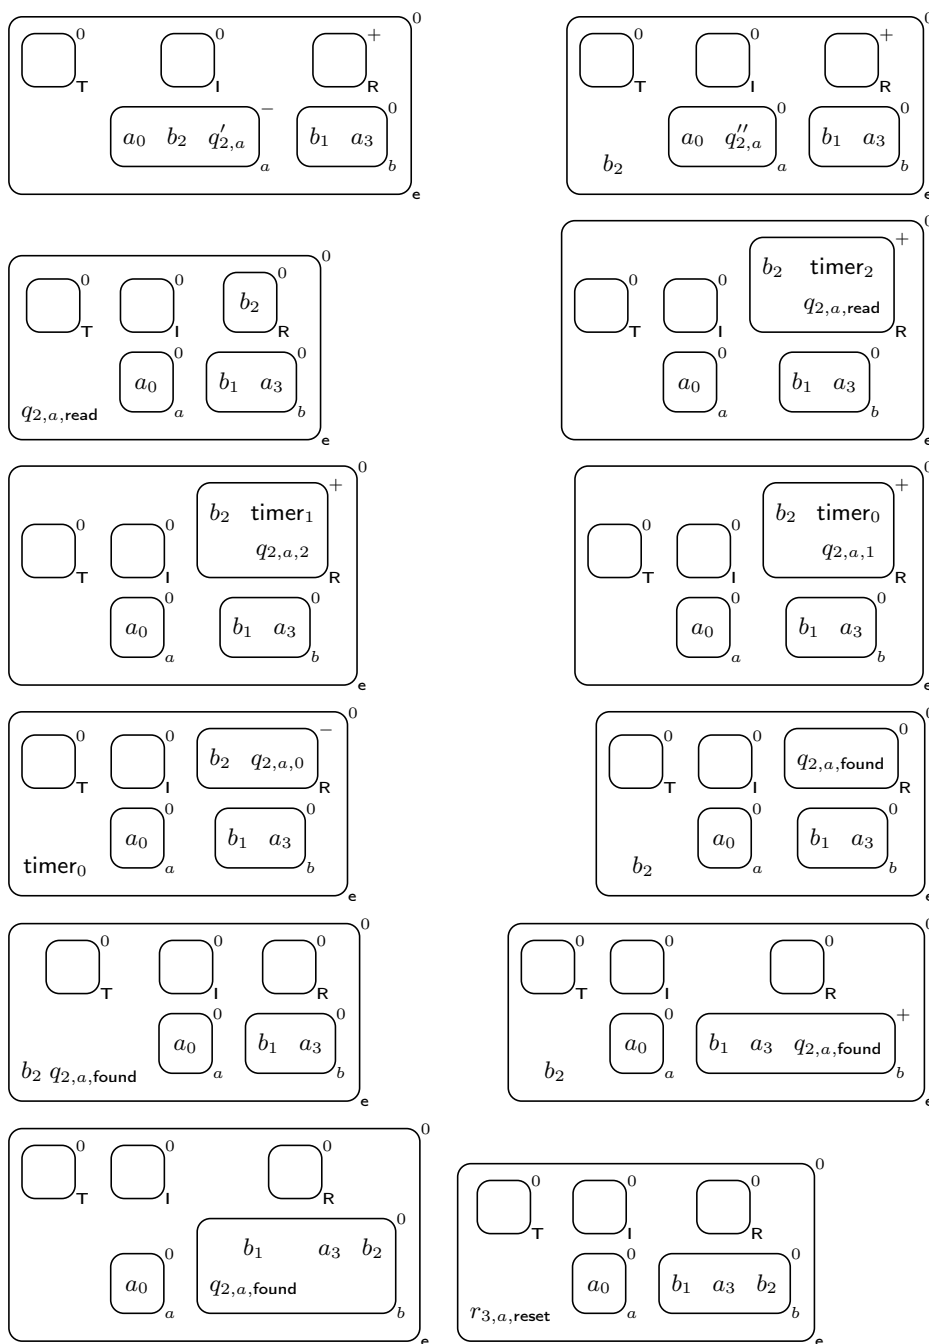 0
0 0 +
T I R
− 0
a₀ b₂ q′₂,ₐ b₁ a₃
a b
e
0
0 0 +
T I R
0 0
a₀ q″₂,ₐ b₁ a₃
b₂
a b
e
0
0 0 0
b₂
T I R
0 0
a₀ b₁ a₃
q₂,ₐ,read a b
e
0
+
b₂ timer₂
0 0
q₂,ₐ,read
T I R
0 0
a₀ b₁ a₃
a b
e
0
+
b₂ timer₁
0 0
q₂,ₐ,₂
T I R
0 0
a₀ b₁ a₃
a b
e
0
+
b₂ timer₀
0 0
q₂,ₐ,₁
T I R
0 0
a₀ b₁ a₃
a b
e
0
0 0 −
b₂ q₂,ₐ,₀
T I R
0 0
a₀ b₁ a₃
timer₀ a b
e
0
0 0 0
q₂,ₐ,found
T I R
0 0
a₀ b₁ a₃
b₂ a b
e
0
0 0 0
T I R
0 0
a₀ b₁ a₃
b₂ q₂,ₐ,found a b
e
0
0 0 0
T I R
0 +
a₀ b₁ a₃ q₂,ₐ,found
b₂ a b
e
0
0 0 0
T I R
0
b₁ a₃ b₂
0
a₀ q₂,ₐ,found
a b
e
0
0 0 0
T I R
0 0
a₀ b₁ a₃ b₂
r₃,ₐ,reset a b
e